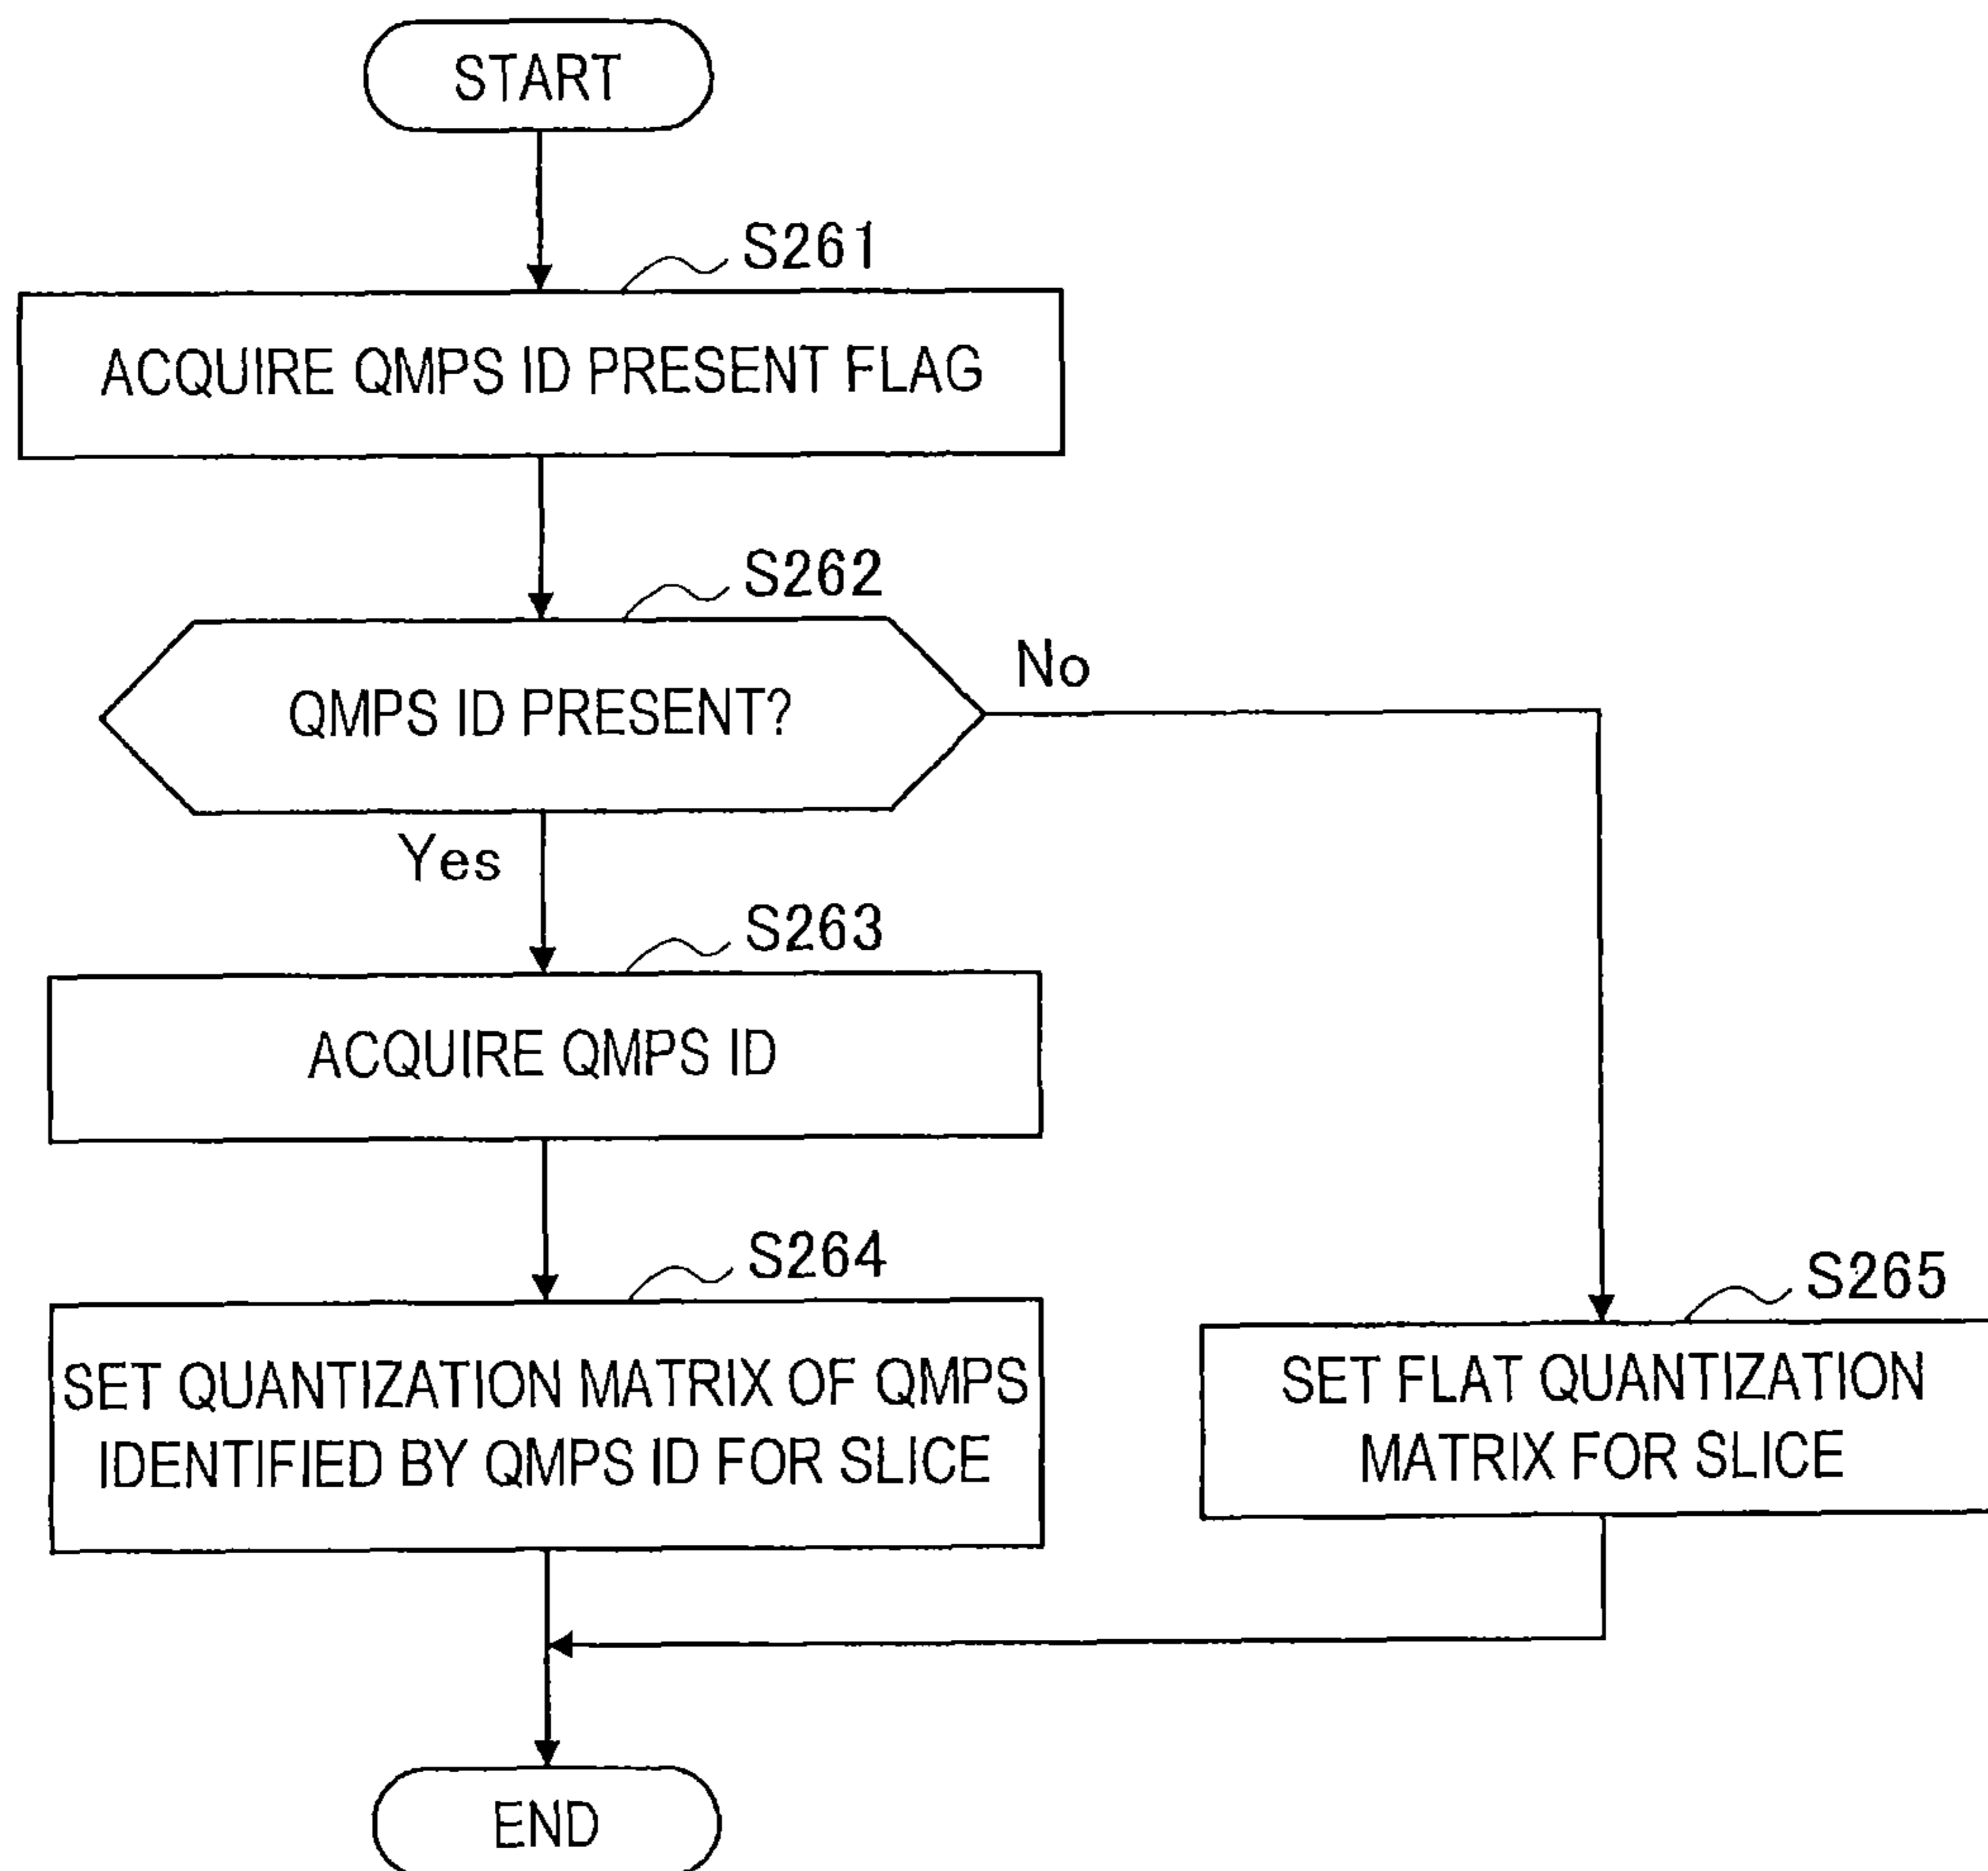 START
S261
ACQUIRE QMPS ID PRESENT FLAG
S262
QMPS ID PRESENT?
No
Yes
S263
ACQUIRE QMPS ID
S264
SET QUANTIZATION MATRIX OF QMPS
IDENTIFIED BY QMPS ID FOR SLICE
S265
SET FLAT QUANTIZATION
MATRIX FOR SLICE
END